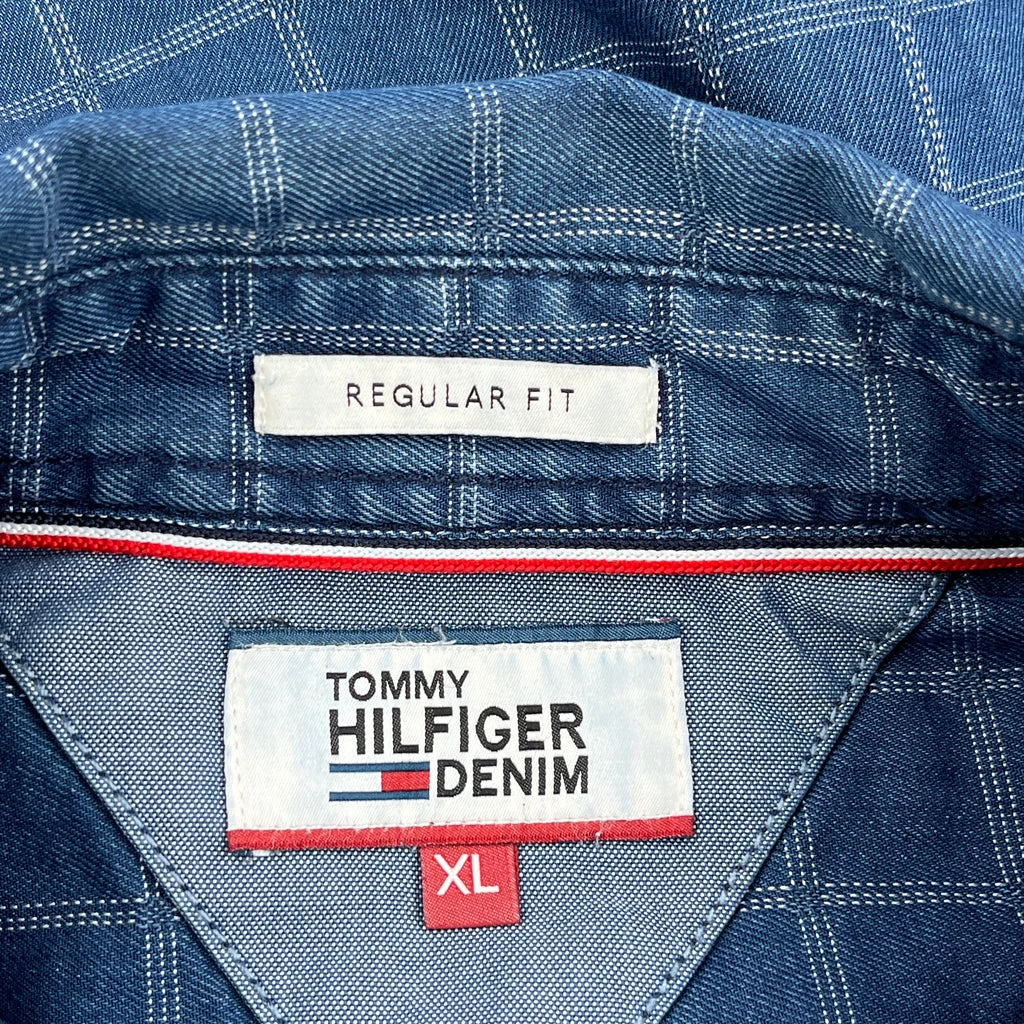 REGULAR FIT
TOMMY
HILFIGER
DENIM
XL